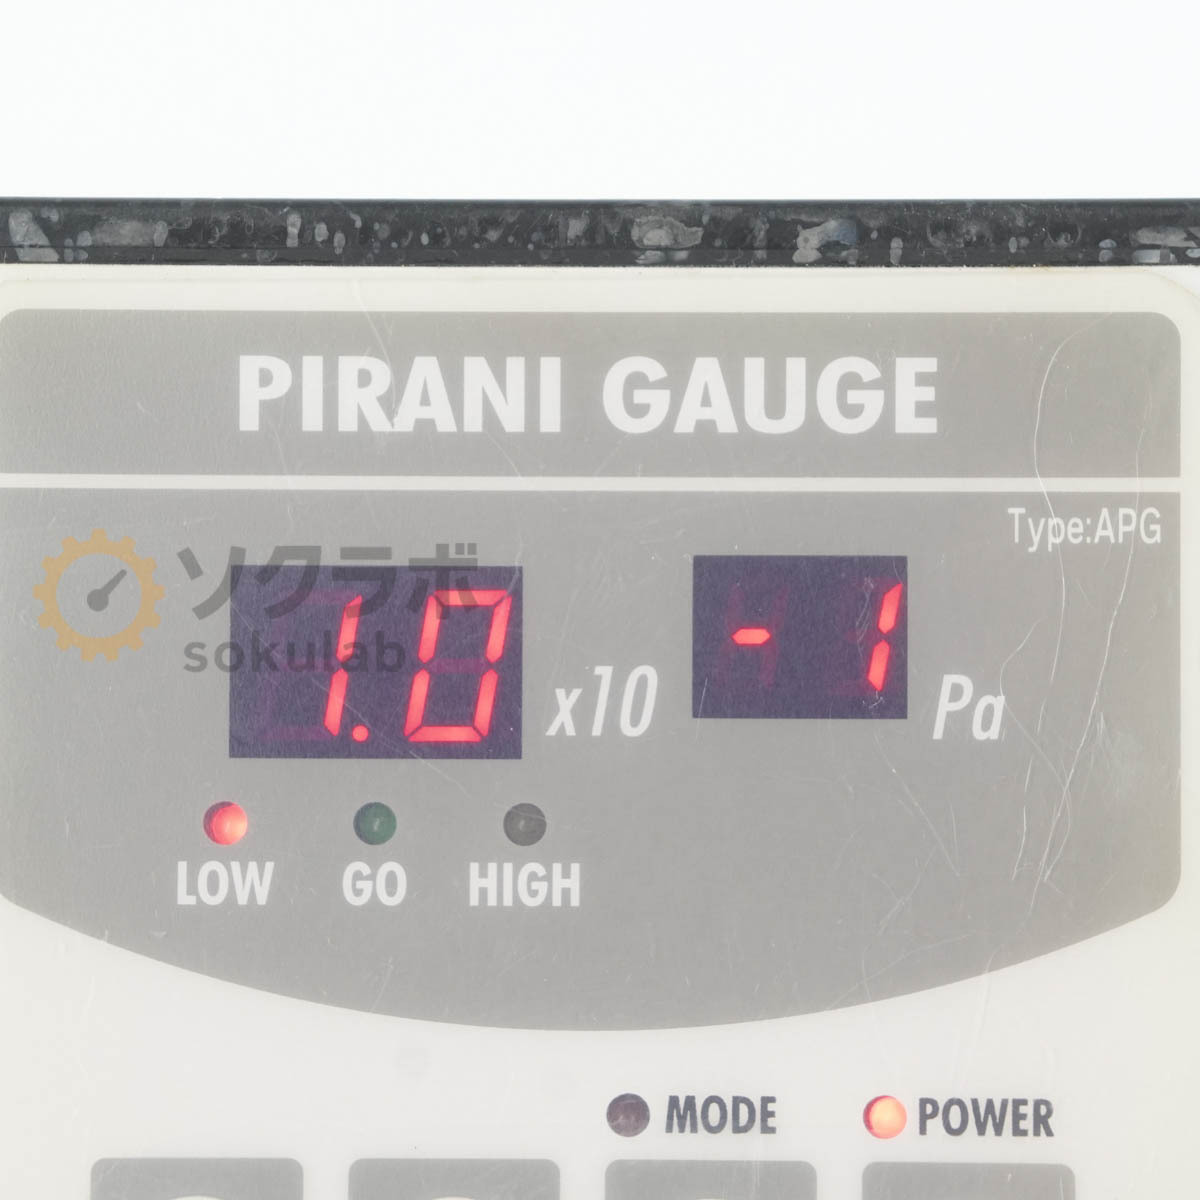 PIRANI GAUGE
Type:APG
ソクラボ
sokulab
1.0 x10 -1 Pa
LOW GO HIGH
MODE POWER